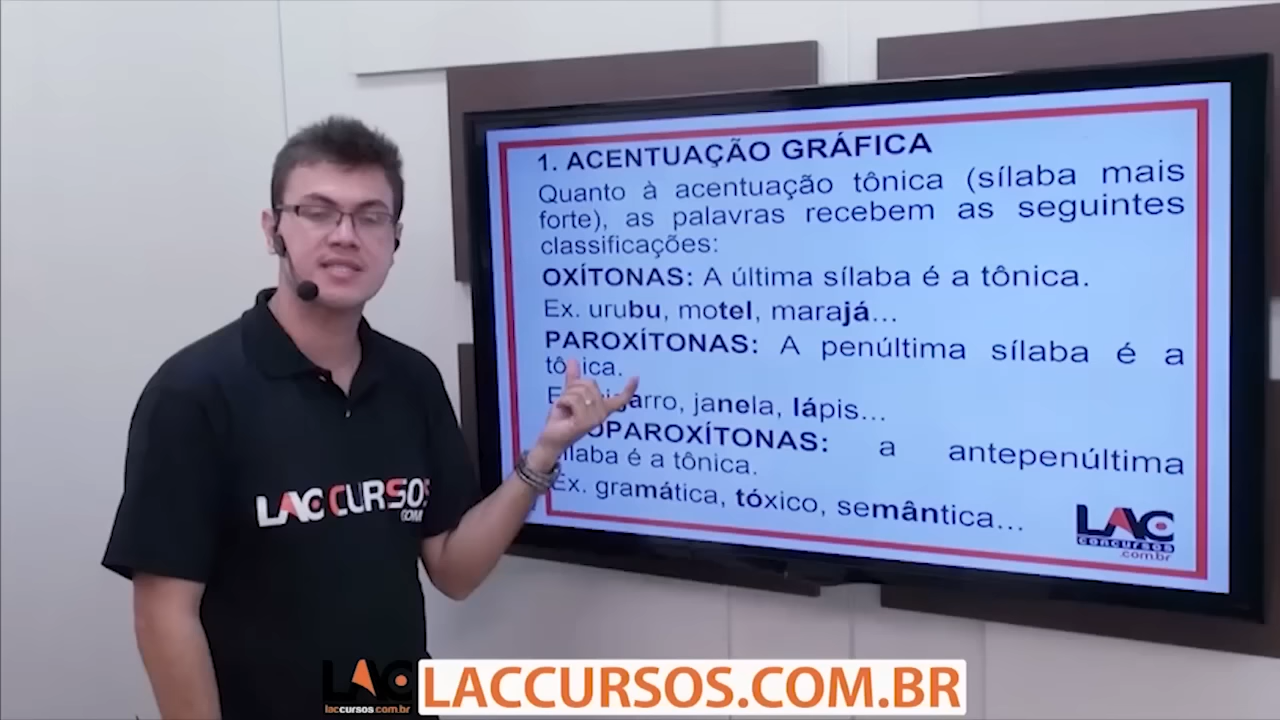 1. ACENTUAÇÃO GRÁFICA
Quanto à acentuação tônica (sílaba mais
forte), as palavras recebem as seguintes
classificações:
OXÍTONAS: A última sílaba é a tônica.
Ex. urubu, motel, marajá...
PAROXÍTONAS: A penúltima sílaba é a
tônica.
janela, lápis...
a antepenúltima
sílaba é a tônica.
Ex. gramática, tóxico, semântica...
LAC
concursos
.com.br
LAC CURSOS
.COM
LAC
laccursos.com.br
LACCURSOS.COM.BR